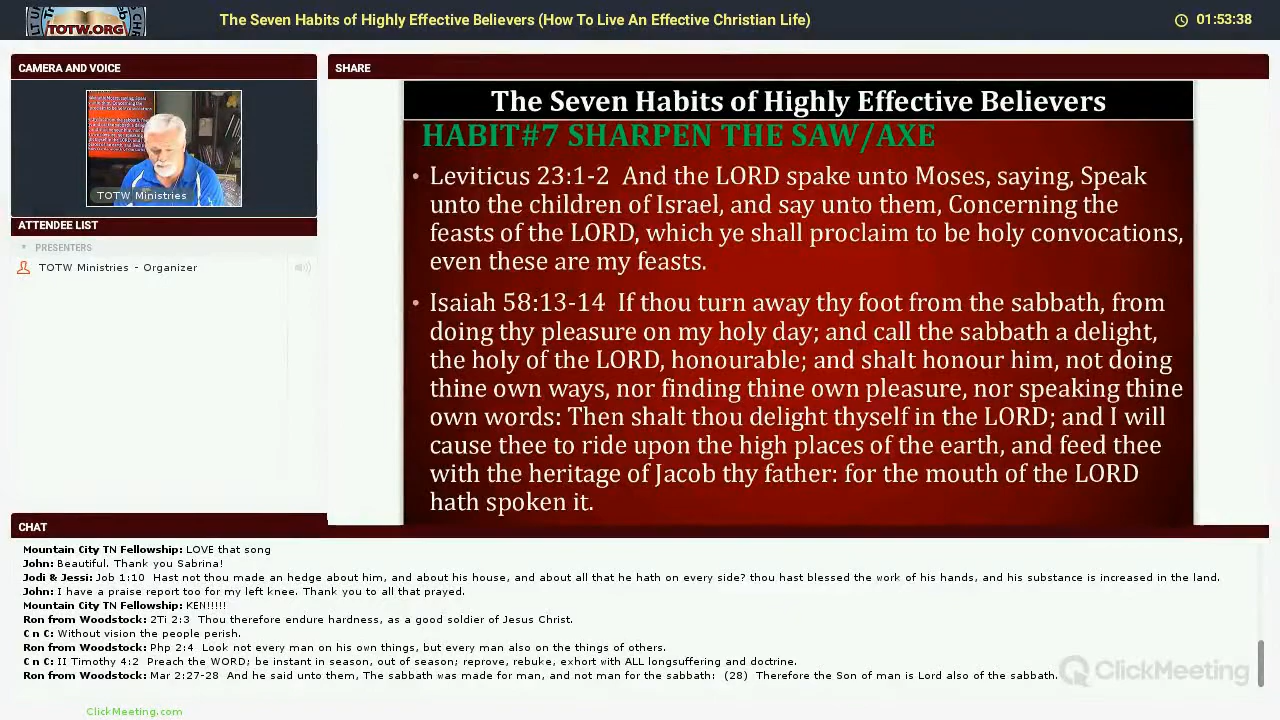 TOTW.ORG
The Seven Habits of Highly Effective Believers (How To Live An Effective Christian Life)
01:53:38
CAMERA AND VOICE
TOTW Ministries
ATTENDEE LIST
PRESENTERS
TOTW Ministries - Organizer
SHARE
The Seven Habits of Highly Effective Believers
HABIT#7 SHARPEN THE SAW/AXE
• Leviticus 23:1-2 And the LORD spake unto Moses, saying, Speak
unto the children of Israel, and say unto them, Concerning the
feasts of the LORD, which ye shall proclaim to be holy convocations,
even these are my feasts.
• Isaiah 58:13-14 If thou turn away thy foot from the sabbath, from
doing thy pleasure on my holy day; and call the sabbath a delight,
the holy of the LORD, honourable; and shalt honour him, not doing
thine own ways, nor finding thine own pleasure, nor speaking thine
own words: Then shalt thou delight thyself in the LORD; and I will
cause thee to ride upon the high places of the earth, and feed thee
with the heritage of Jacob thy father: for the mouth of the LORD
hath spoken it.
CHAT
Mountain City TN Fellowship: LOVE that song
John: Beautiful. Thank you Sabrina!
Jodi & Jessi: Job 1:10 Hast not thou made an hedge about him, and about his house, and about all that he hath on every side? thou hast blessed the work of his hands, and his substance is increased in the land.
John: I have a praise report too for my left knee. Thank you to all that prayed.
Mountain City TN Fellowship: KEN!!!!!
Ron from Woodstock: 2Ti 2:3 Thou therefore endure hardness, as a good soldier of Jesus Christ.
C n C: Without vision the people perish.
Ron from Woodstock: Php 2:4 Look not every man on his own things, but every man also on the things of others.
C n C: II Timothy 4:2 Preach the WORD; be instant in season, out of season; reprove, rebuke, exhort with ALL longsuffering and doctrine.
Ron from Woodstock: Mar 2:27-28 And he said unto them, The sabbath was made for man, and not man for the sabbath: (28) Therefore the Son of man is Lord also of the sabbath.
ClickMeeting
ClickMeeting.com